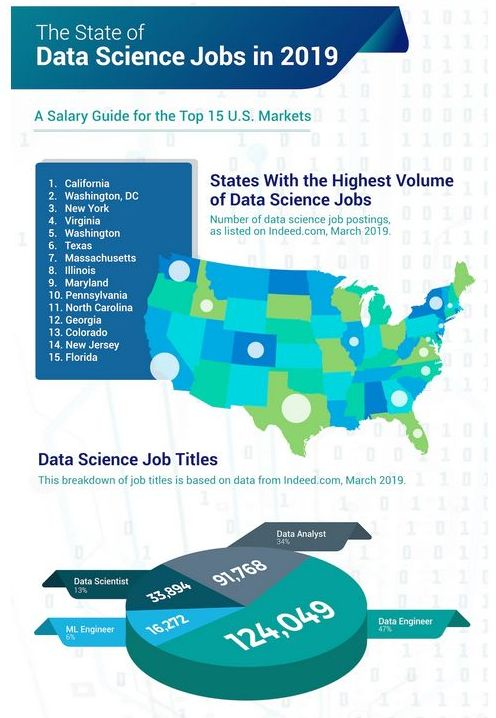 The State of
Data Science Jobs in 2019
A Salary Guide for the Top 15 U.S. Markets
1. California
2. Washington, DC
3. New York
4. Virginia
5. Washington
6. Texas
7. Massachusetts
8. Illinois
9. Maryland
10. Pennsylvania
11. North Carolina
12. Georgia
13. Colorado
14. New Jersey
15. Florida
States With the Highest Volume
of Data Science Jobs
Number of data science job postings,
as listed on Indeed.com, March 2019.
Data Science Job Titles
This breakdown of job titles is based on data from Indeed.com, March 2019.
Data Analyst
34%
91,768
Data Scientist
13%
33,894
ML Engineer
6%
16,272
124,049
Data Engineer
47%